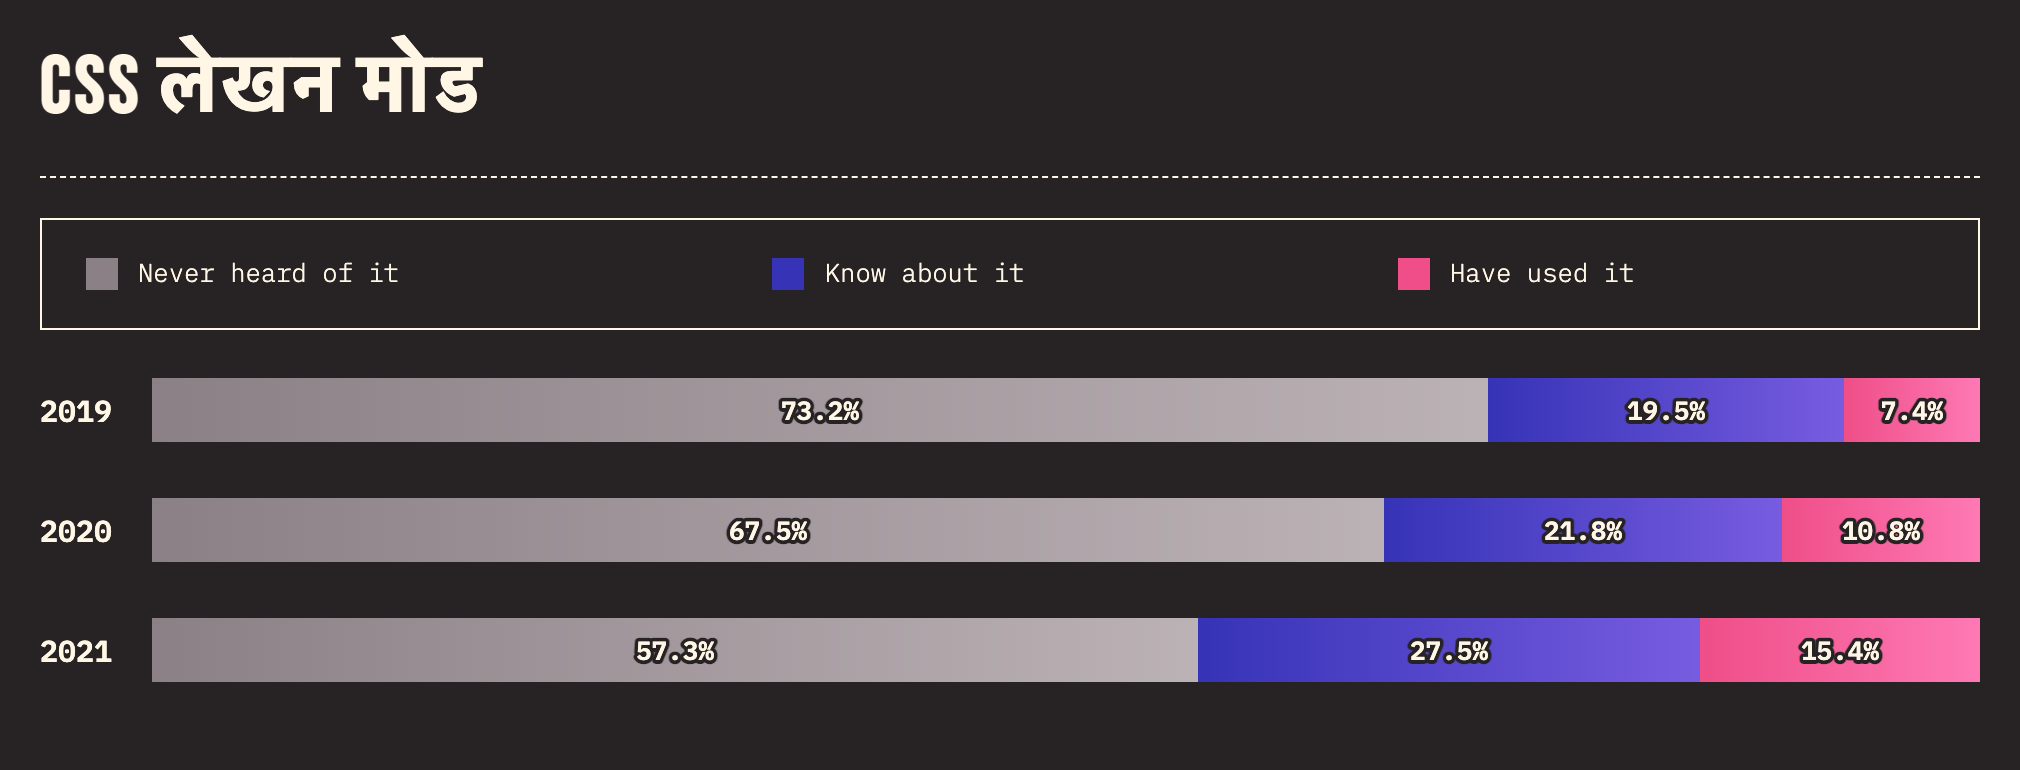 CSS लेखन मोड
Never heard of it Know about it Have used it
2019 73.2% 19.5% 7.4%
2020 67.5% 21.8% 10.8%
2021 57.3% 27.5% 15.4%